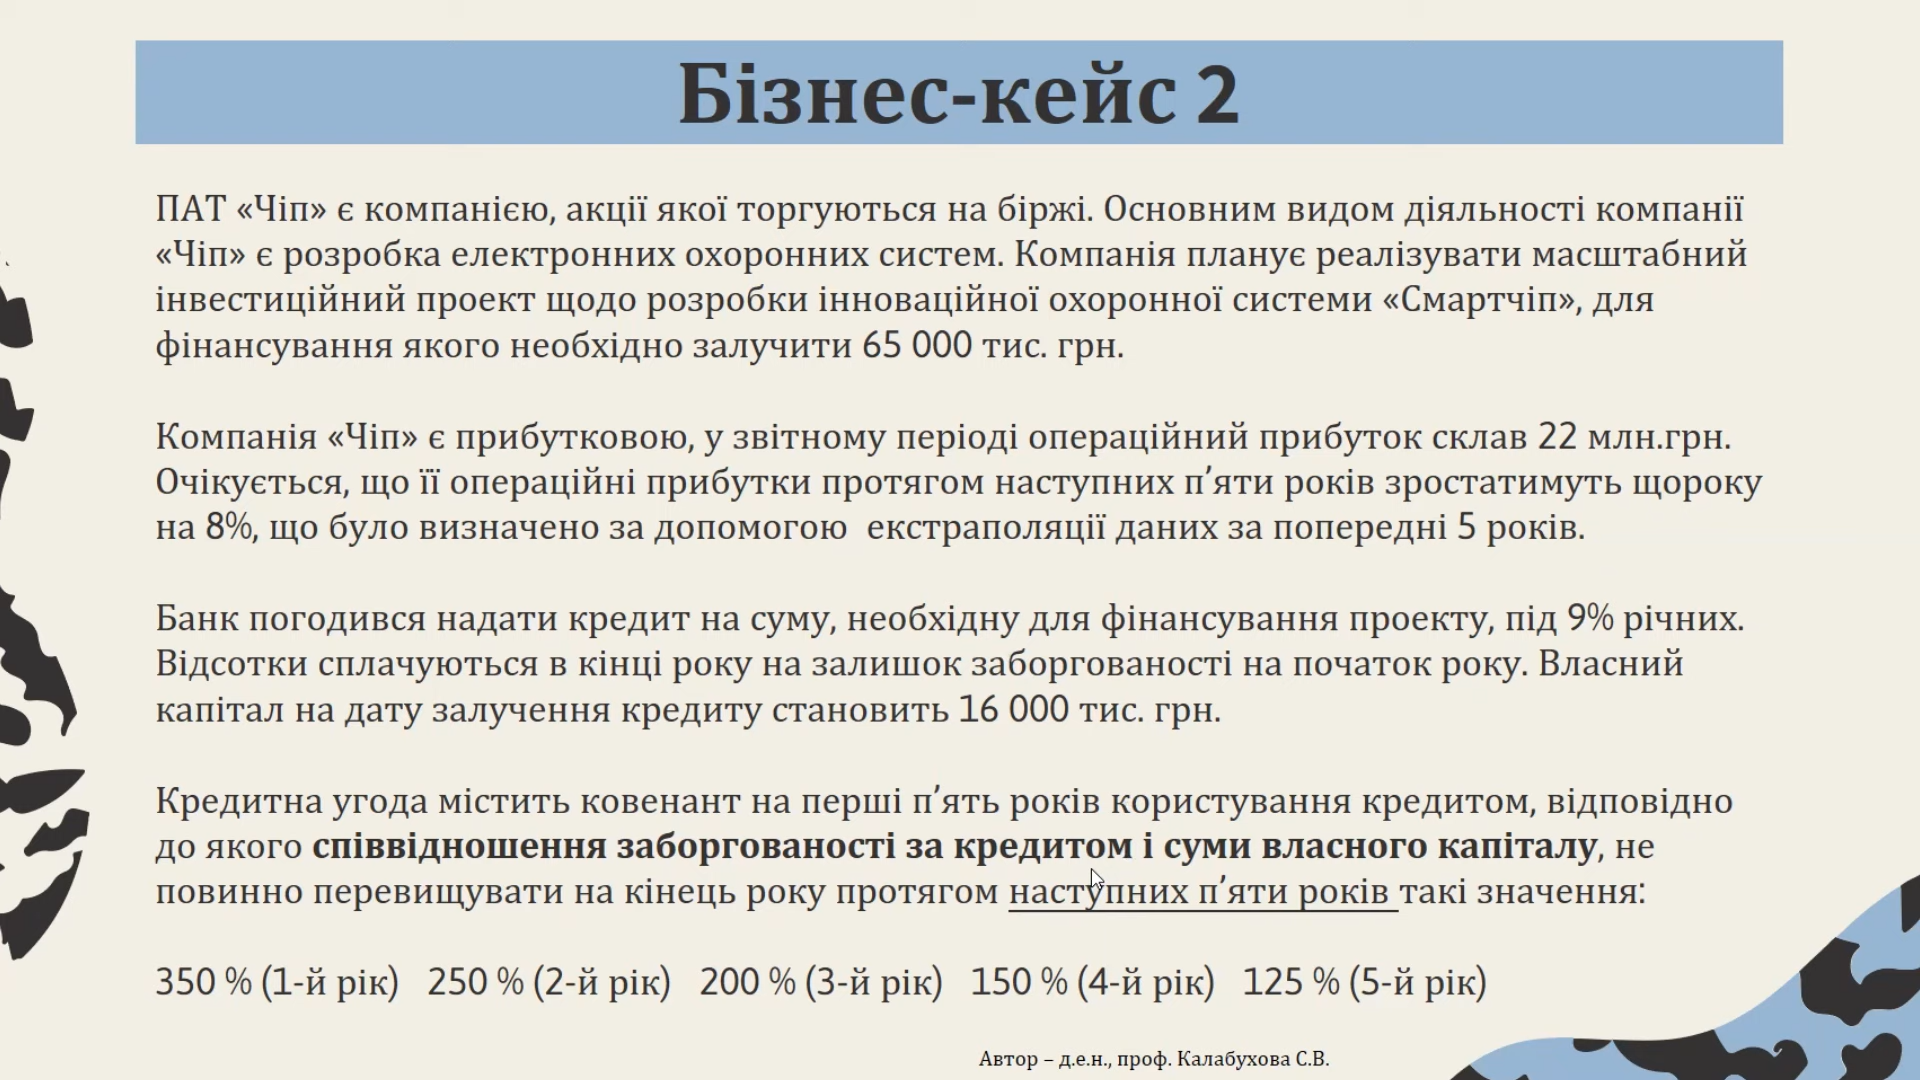 Бізнес-кейс 2
ПАТ «Чіп» є компанією, акції якої торгуються на біржі. Основним видом діяльності компанії
«Чіп» є розробка електронних охоронних систем. Компанія планує реалізувати масштабний
інвестиційний проект щодо розробки інноваційної охоронної системи «Смартчіп», для
фінансування якого необхідно залучити 65 000 тис. грн.
Компанія «Чіп» є прибутковою, у звітному періоді операційний прибуток склав 22 млн.грн.
Очікується, що її операційні прибутки протягом наступних п’яти років зростатимуть щороку
на 8%, що було визначено за допомогою екстраполяції даних за попередні 5 років.
Банк погодився надати кредит на суму, необхідну для фінансування проекту, під 9% річних.
Відсотки сплачуються в кінці року на залишок заборгованості на початок року. Власний
капітал на дату залучення кредиту становить 16 000 тис. грн.
Кредитна угода містить ковенант на перші п’ять років користування кредитом, відповідно
до якого співвідношення заборгованості за кредитом і суми власного капіталу, не
повинно перевищувати на кінець року протягом наступних п’яти років такі значення:
350 % (1-й рік) 250 % (2-й рік) 200 % (3-й рік) 150 % (4-й рік) 125 % (5-й рік)
Автор – д.е.н., проф. Калабухова С.В.